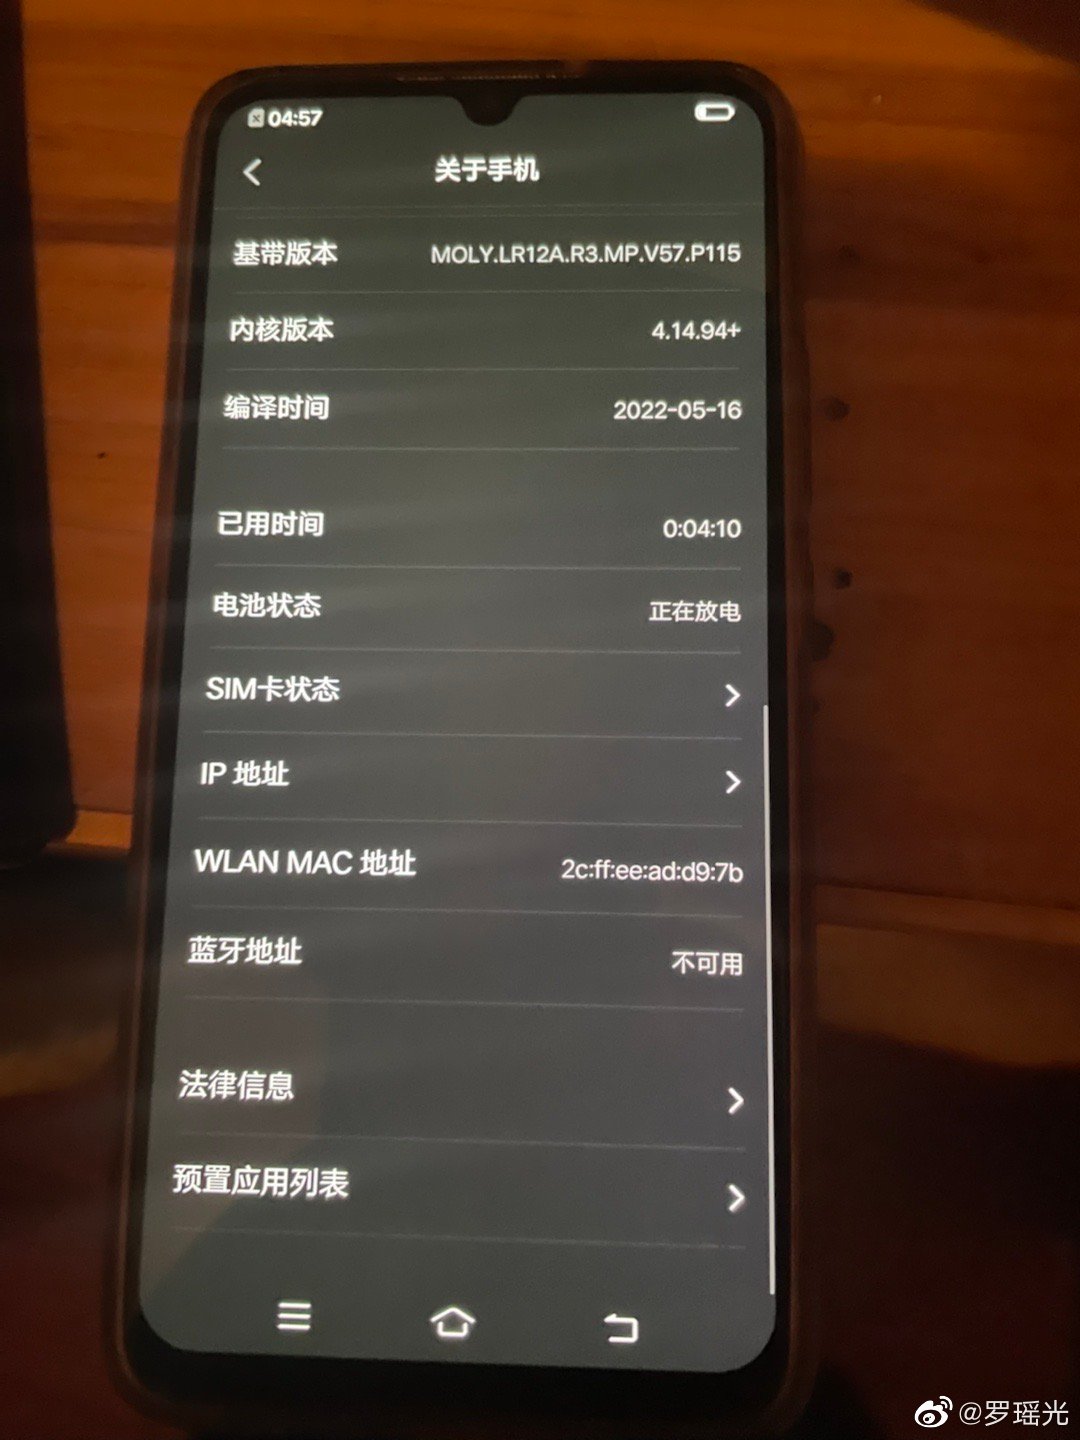 04:57
关于手机
基带版本 MOLY.LR12A.R3.MP.V57.P115
内核版本 4.14.94+
编译时间 2022-05-16
已用时间 0:04:10
电池状态 正在放电
SIM卡状态
IP 地址
WLAN MAC 地址 2c:ff:ee:ad:d9:7b
蓝牙地址 不可用
法律信息
预置应用列表
@罗瑶光